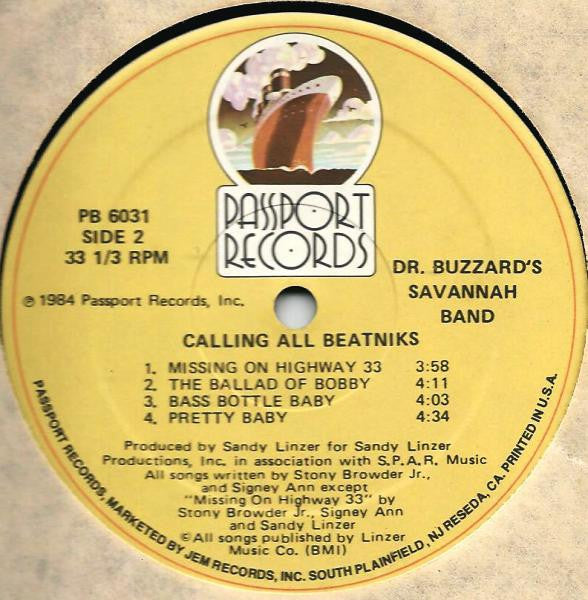 PASSPORT
RECORDS
PB 6031
SIDE 2
33 1/3 RPM
℗ 1984 Passport Records, Inc.
DR. BUZZARD'S
SAVANNAH
BAND
CALLING ALL BEATNIKS
1. MISSING ON HIGHWAY 33 3:58
2. THE BALLAD OF BOBBY 4:11
3. BASS BOTTLE BABY 4:03
4. PRETTY BABY 4:34
Produced by Sandy Linzer for Sandy Linzer
Productions, Inc. in association with S.P.A.R. Music
All songs written by Stony Browder Jr.,
and Signey Ann except
"Missing On Highway 33" by
Stony Browder Jr., Signey Ann
and Sandy Linzer
©All songs published by Linzer
Music Co. (BMI)
PASSPORT RECORDS, MARKETED BY JEM RECORDS, INC. SOUTH PLAINFIELD, NJ RESEDA, CA. PRINTED IN U.S.A.